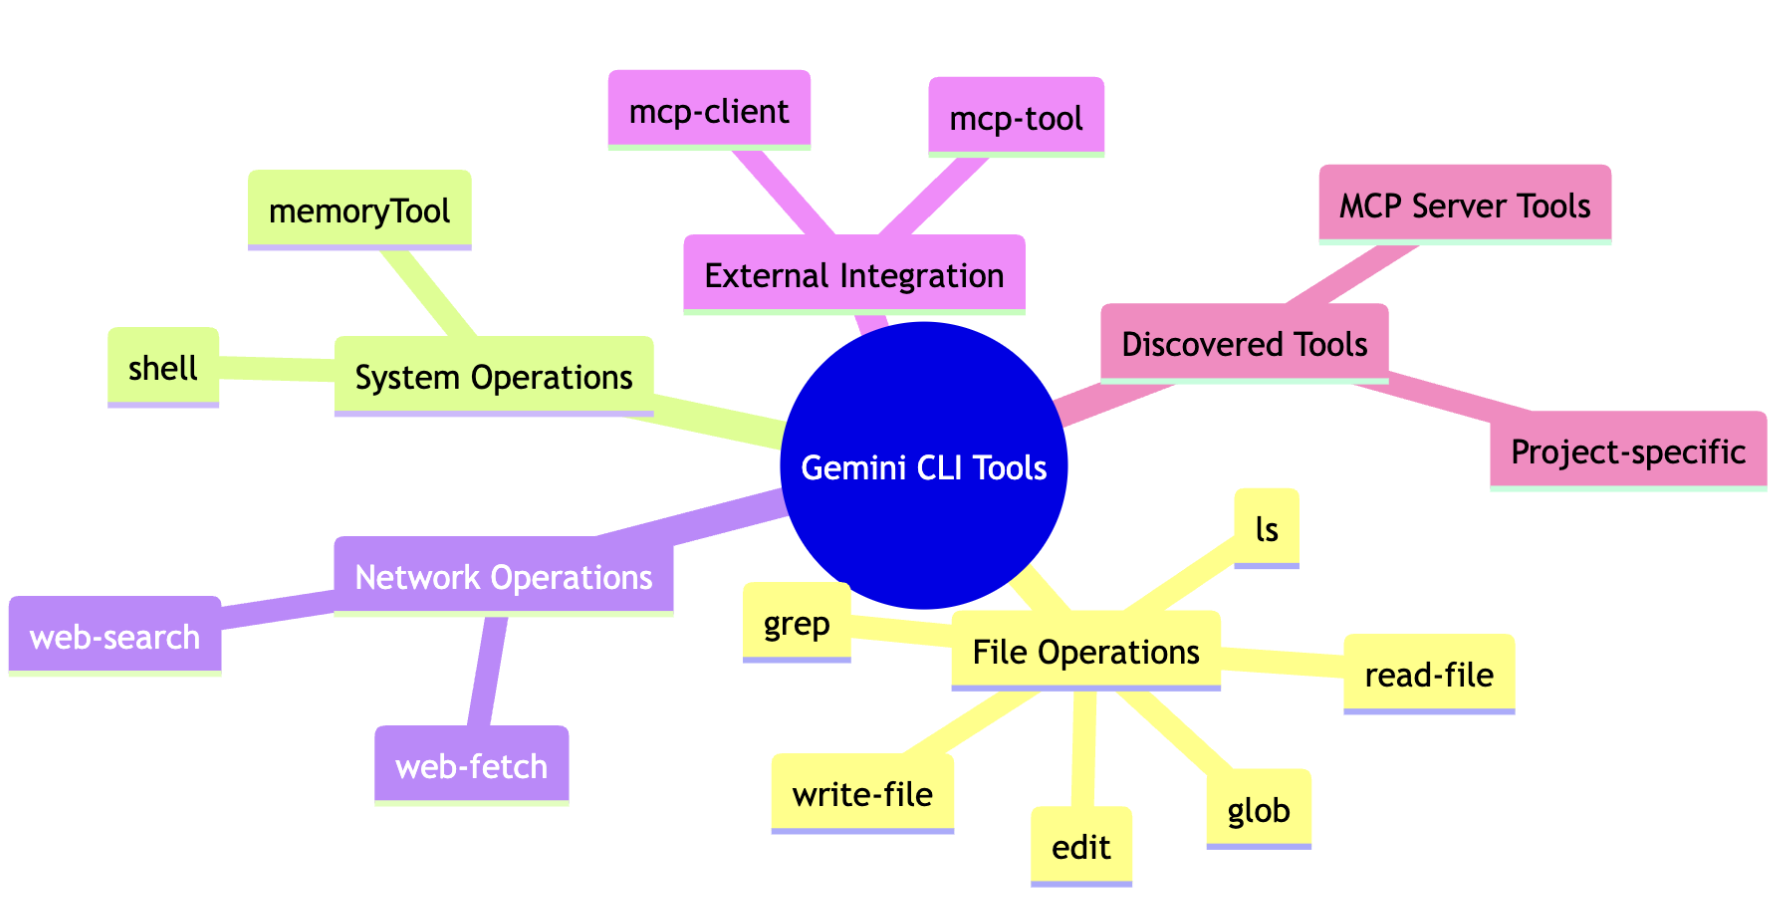 mcp-client
mcp-tool
memoryTool
MCP Server Tools
External Integration
Discovered Tools
shell
System Operations
Project-specific
Gemini CLI Tools
ls
Network Operations
grep
File Operations
web-search
read-file
web-fetch
write-file
glob
edit